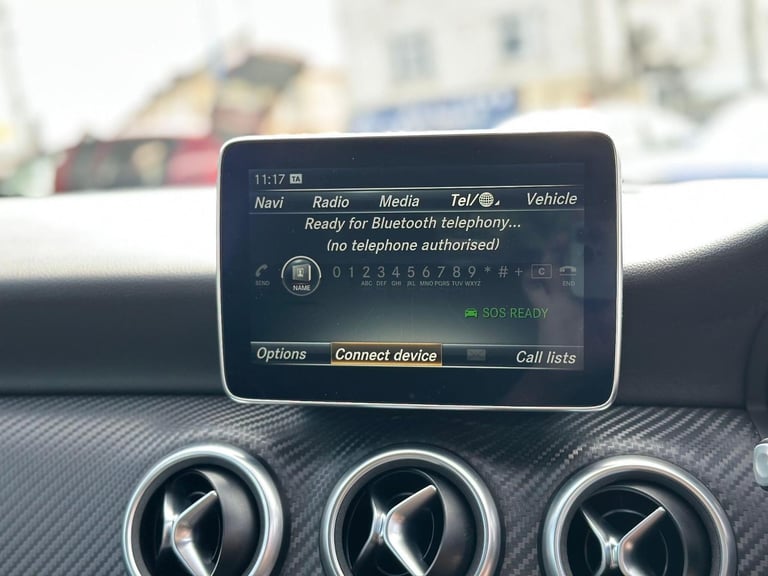 11:17 TA
Navi Radio Media Tel/ Vehicle
Ready for Bluetooth telephony...
(no telephone authorised)
0 1 2 3 4 5 6 7 8 9 * # + C
SEND NAME ABC DEF GHI JKL MNO PQRS TUV WXYZ END
SOS READY
Options Connect device Call lists